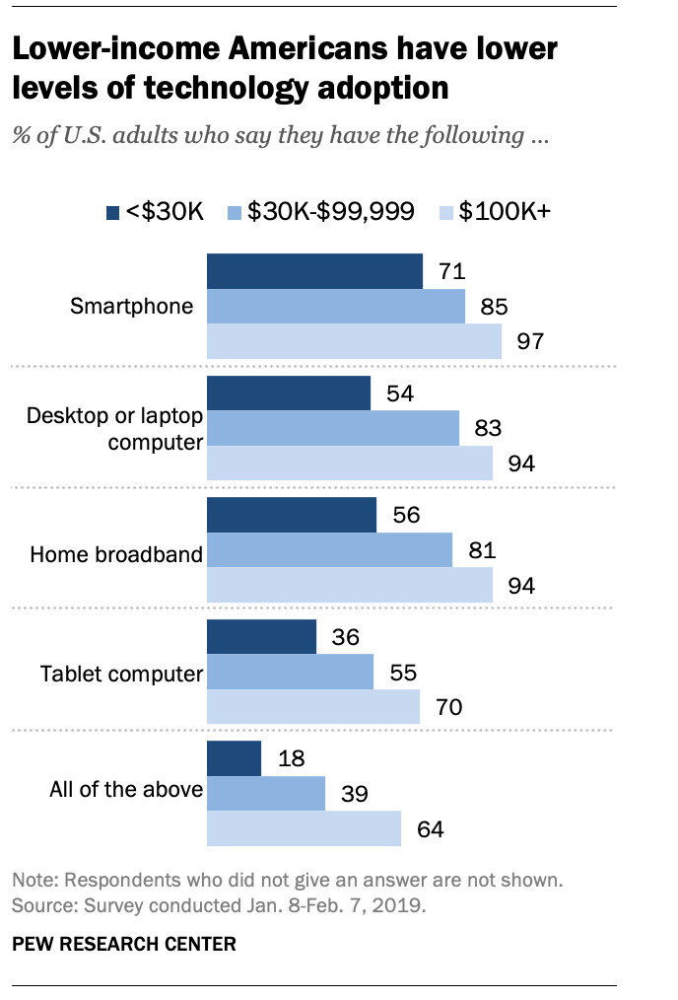 Lower-income Americans have lower
levels of technology adoption
% of U.S. adults who say they have the following ...
<$30K $30K-$99,999 $100K+
Smartphone
71
85
97
Desktop or laptop
computer
54
83
94
Home broadband
56
81
94
Tablet computer
36
55
70
All of the above
18
39
64
Note: Respondents who did not give an answer are not shown.
Source: Survey conducted Jan. 8-Feb. 7, 2019.
PEW RESEARCH CENTER